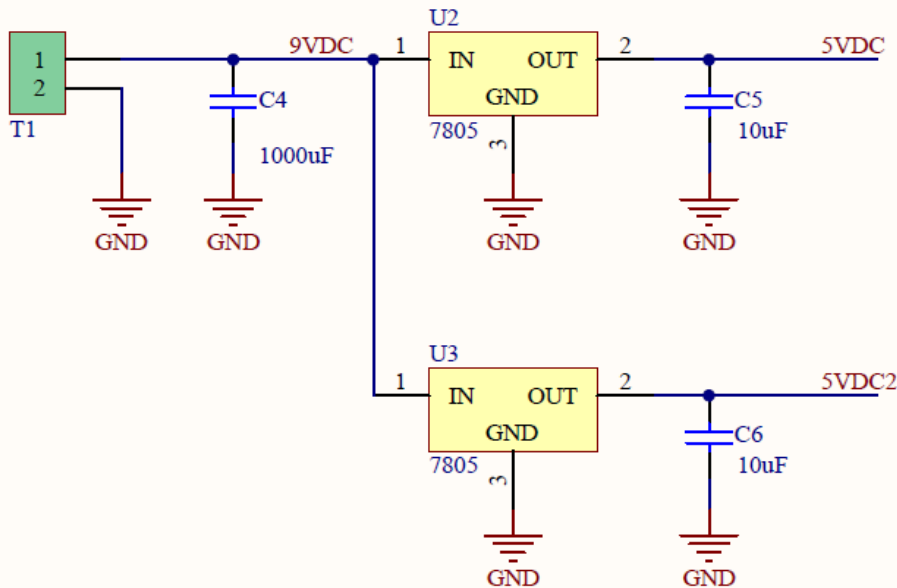 U2
9VDC
1
IN
OUT
2
5VDC
1
2
T1
C4
1000uF
GND
7805
3
C5
10uF
GND
GND
GND
GND
U3
1
IN
OUT
2
5VDC2
GND
7805
3
C6
10uF
GND
GND